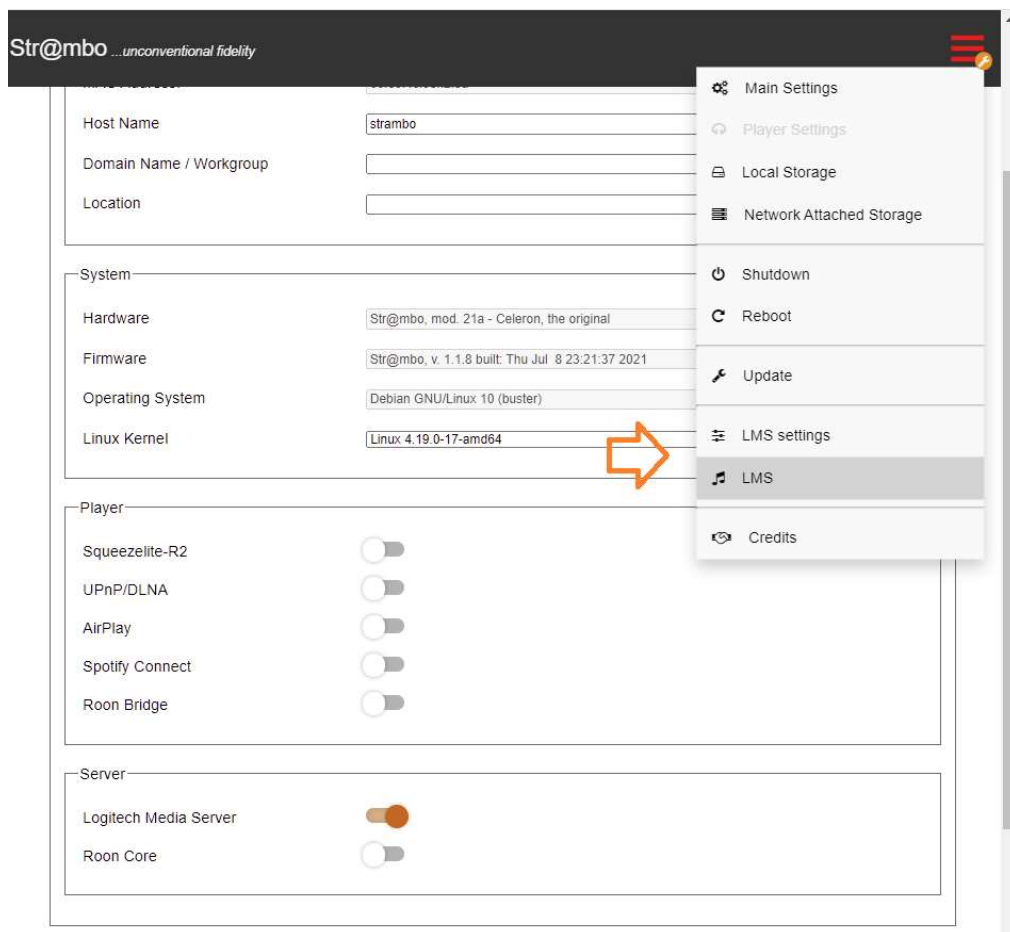 Str@mbo ...unconventional fidelity
Main Settings
Host Name strambo
Player Settings
Domain Name / Workgroup
Local Storage
Location
Network Attached Storage
System
Shutdown
Hardware Str@mbo, mod. 21a - Celeron, the original
Reboot
Firmware Str@mbo, v. 1.1.8 built: Thu Jul 8 23:21:37 2021
Update
Operating System Debian GNU/Linux 10 (buster)
Linux Kernel Linux 4.19.0-17-amd64
LMS settings
LMS
Player
Credits
Squeezelite-R2
UPnP/DLNA
AirPlay
Spotify Connect
Roon Bridge
Server
Logitech Media Server
Roon Core